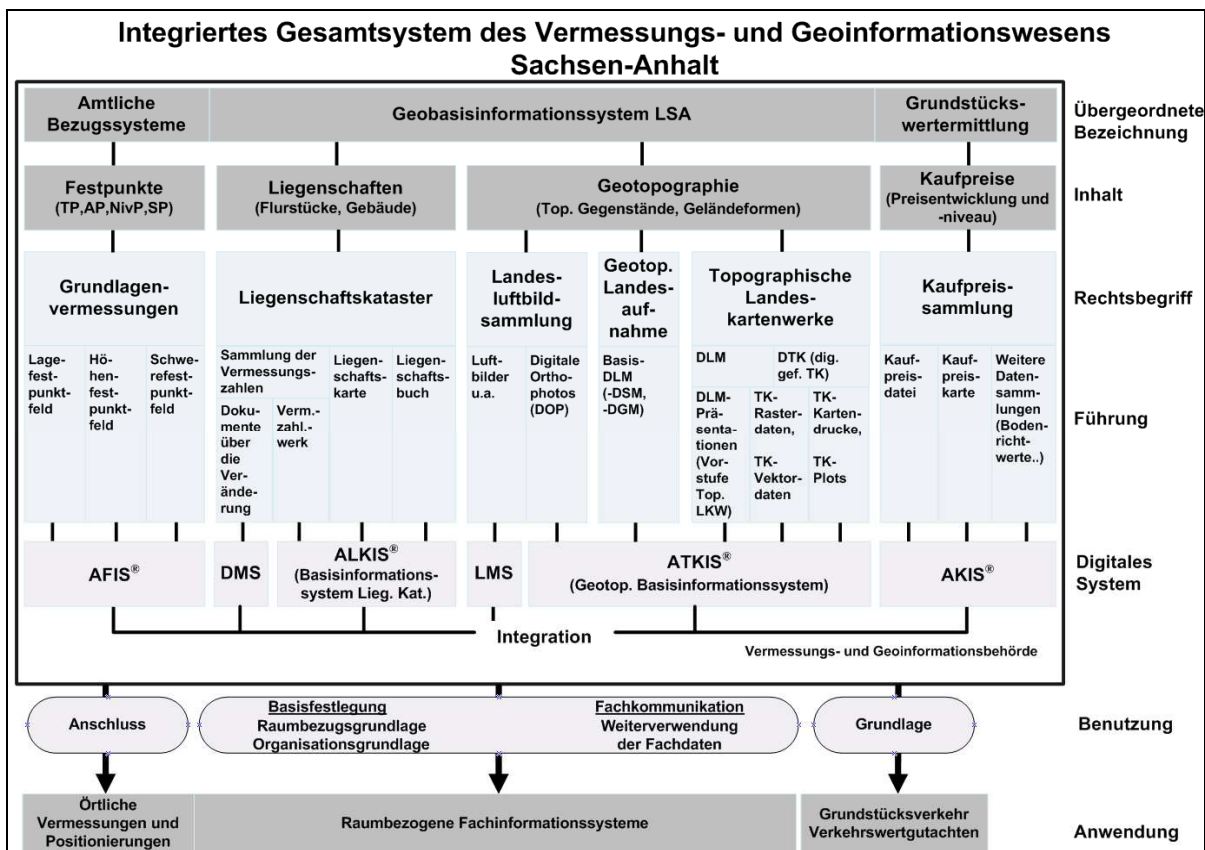 Integriertes Gesamtsystem des Vermessungs- und Geoinformationswesens
Sachsen-Anhalt
Amtliche
Bezugssysteme
Geobasisinformationssystem LSA
Grundstücks-
wertermittlung
Übergeordnete
Bezeichnung
Festpunkte
(TP,AP,NivP,SP)
Liegenschaften
(Flurstücke, Gebäude)
Geotopographie
(Top. Gegenstände, Geländeformen)
Kaufpreise
(Preisentwicklung und
-niveau)
Inhalt
Grundlagen-
vermessungen
Liegenschaftskataster
Landes-
luftbild-
sammlung
Geotop.
Landes-
auf-
nahme
Topographische
Landes-
kartenwerke
Kaufpreis-
sammlung
Rechtsbegriff
Lage-
fest-
punkt-
feld
Hö-
hen-
fest-
punkt-
feld
Schwe-
refest-
punkt-
feld
Sammlung der
Vermessungs-
zahlen
Doku-
mente
über
die
Ver-
ände-
rung
Verm.-
zahl.-
werk
Liegen-
schafts-
karte
Liegen-
schafts-
buch
Luft-
bilder
u.a.
Digitale
Ortho-
photos
(DOP)
Basis-
DLM
(-DSM,
-DGM)
DLM
DTK (dig.
gef. TK)
DLM-
Prä-
senta-
tionen
(Vor-
stufe
Top.
LKW)
TK-
Raster-
daten,
TK-
Vektor-
daten
TK-
Karten-
drucke,
TK-
Plots
Kauf-
preis-
datei
Kauf-
preis-
karte
Weitere
Daten-
samm-
lungen
(Boden-
richt-
werte..)
Führung
AFIS®
DMS
ALKIS®
(Basisinformations-
system Lieg. Kat.)
LMS
ATKIS®
(Geotop. Basisinformationssystem)
AKIS®
Digitales
System
Integration
Vermessungs- und Geoinformationsbehörde
Anschluss
Basisfestlegung
Raumbezugsgrundlage
Organisationsgrundlage
Fachkommunikation
Weiterverwendung
der Fachdaten
Grundlage
Benutzung
Örtliche
Vermessungen und
Positionierungen
Raumbezogene Fachinformationssysteme
Grundstücksverkehr
Verkehrswertgutachten
Anwendung